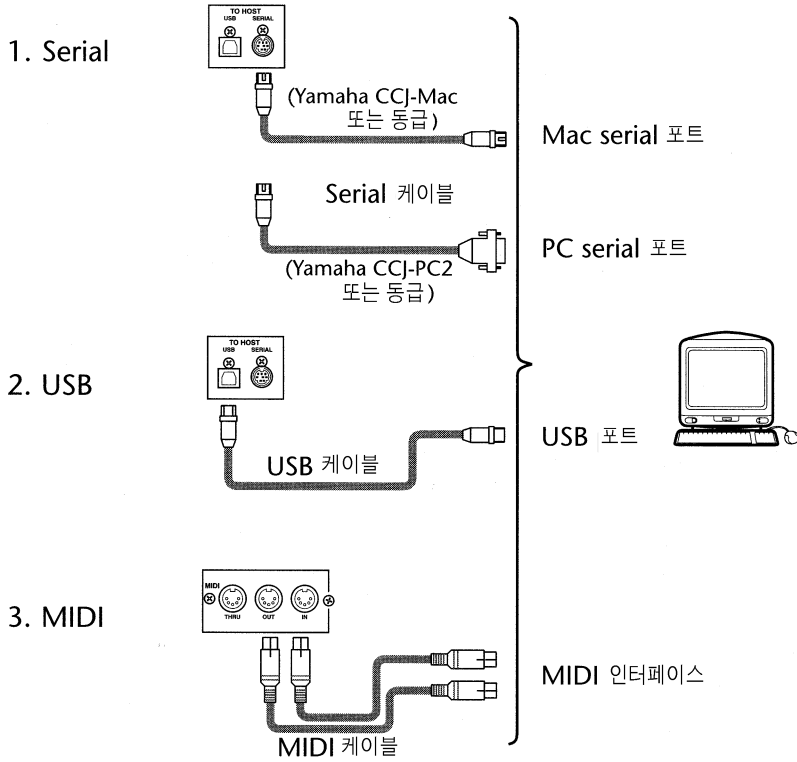 TO HOST
USB SERIAL
1. Serial
(Yamaha CCJ-Mac
또는 동급)
Mac serial 포트
Serial 케이블
PC serial 포트
(Yamaha CCJ-PC2
또는 동급)
TO HOST
USB SERIAL
2. USB
USB 포트
USB 케이블
MIDI
THRU OUT IN
3. MIDI
MIDI 인터페이스
MIDI 케이블